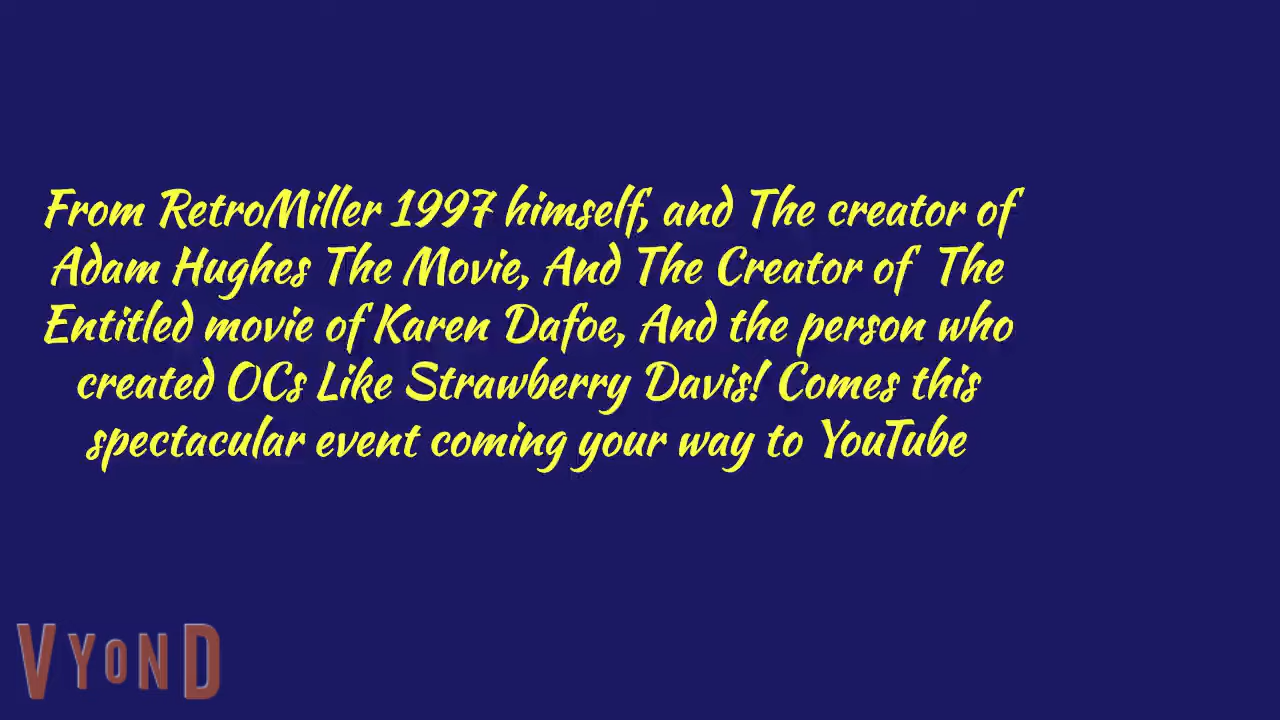 From RetroMiller 1997 himself, and The creator of
Adam Hughes The Movie, And The Creator of The
Entitled movie of Karen Dafoe, And the person who
created OCs Like Strawberry Davis! Comes this
spectacular event coming your way to YouTube
VYOND